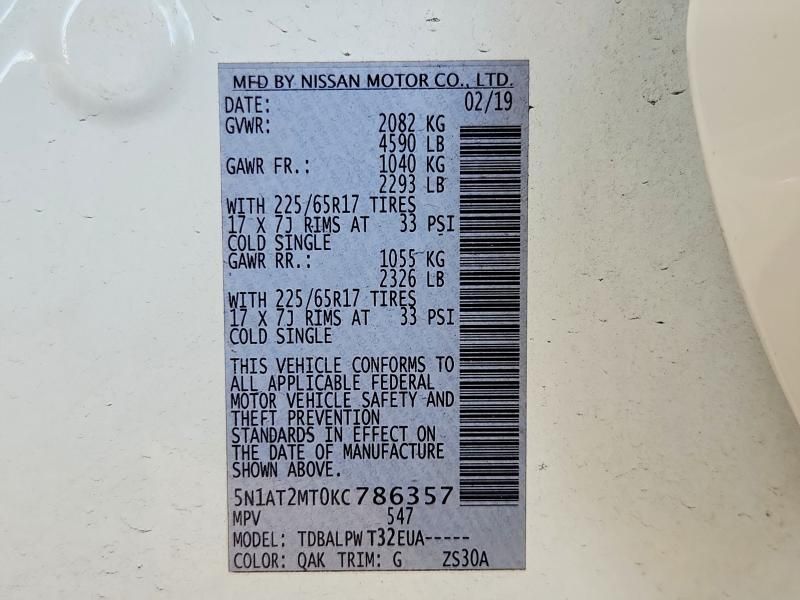 MFD BY NISSAN MOTOR CO., LTD.
DATE: 02/19
GVWR: 2082 KG
4590 LB
GAWR FR.: 1040 KG
2293 LB
WITH 225/65R17 TIRES
17 X 7J RIMS AT 33 PSI
COLD SINGLE
GAWR RR.: 1055 KG
2326 LB
WITH 225/65R17 TIRES
17 X 7J RIMS AT 33 PSI
COLD SINGLE
THIS VEHICLE CONFORMS TO
ALL APPLICABLE FEDERAL
MOTOR VEHICLE SAFETY AND
THEFT PREVENTION
STANDARDS IN EFFECT ON
THE DATE OF MANUFACTURE
SHOWN ABOVE.
5N1AT2MT0KC786357
MPV 547
MODEL: TDBALPW T32EUA-----
COLOR: QAK TRIM: G ZS30A